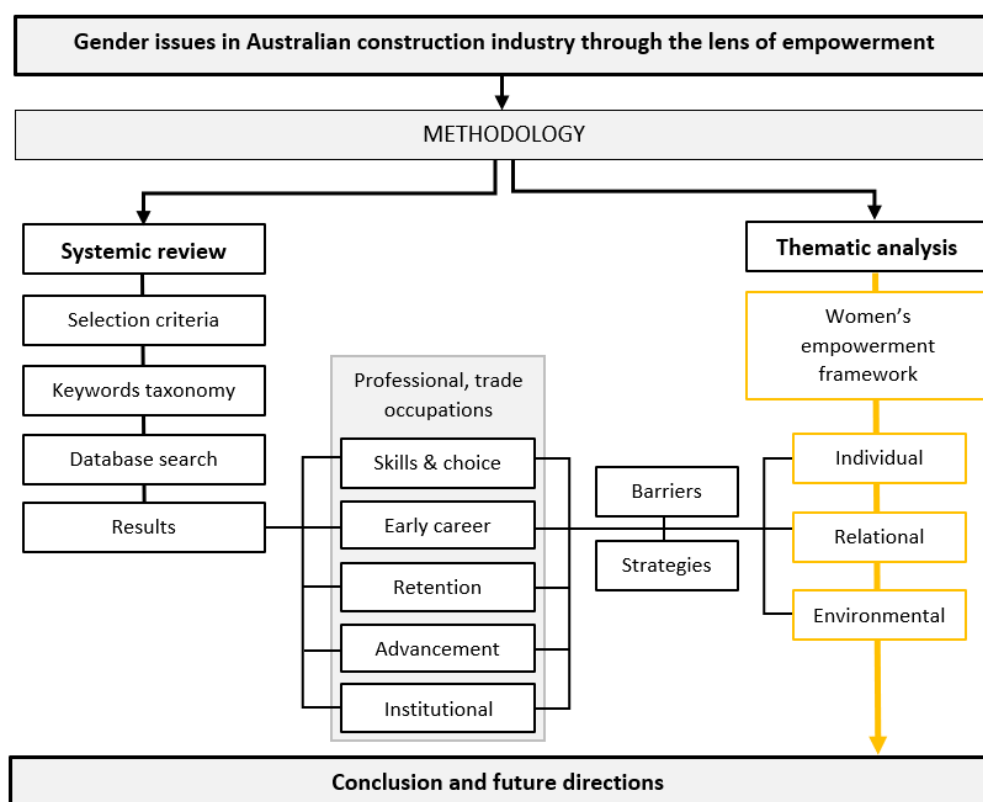 Gender issues in Australian construction industry through the lens of empowerment
METHODOLOGY
Systemic review
Selection criteria
Keywords taxonomy
Database search
Results
Professional, trade
occupations
Skills & choice
Early career
Retention
Advancement
Institutional
Barriers
Strategies
Thematic analysis
Women’s
empowerment
framework
Individual
Relational
Environmental
Conclusion and future directions